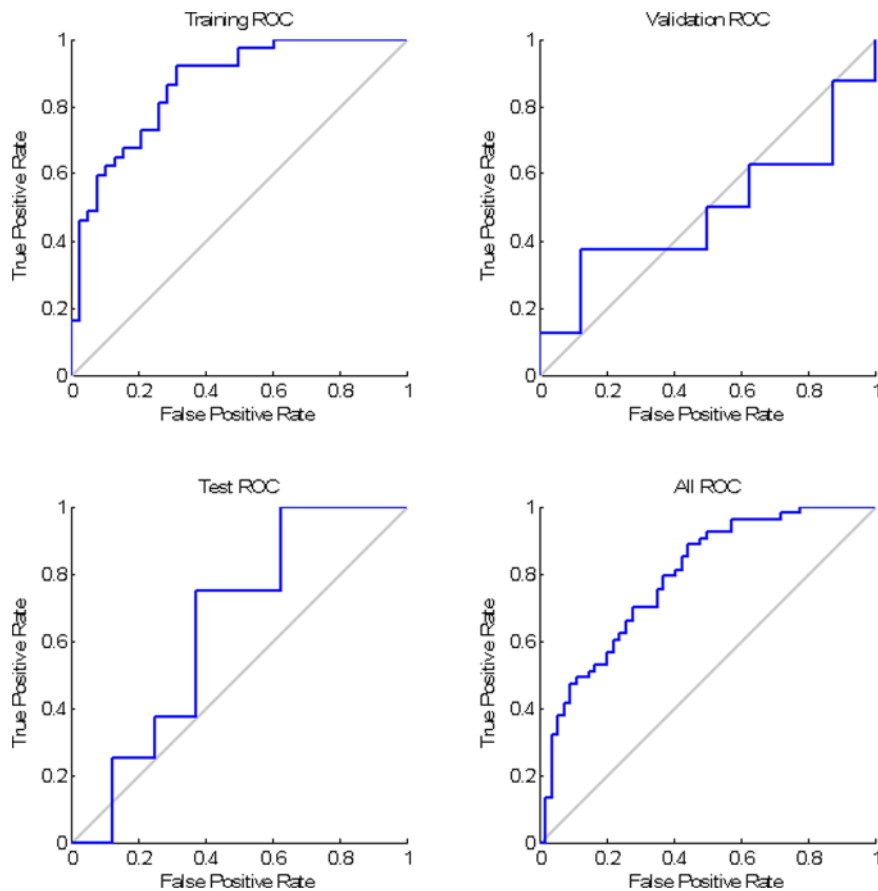 Training ROC
1
0.8
0.6
0.4
0.2
0
True Positive Rate
0 0.2 0.4 0.6 0.8 1
False Positive Rate
Validation ROC
1
0.8
0.6
0.4
0.2
0
True Positive Rate
0 0.2 0.4 0.6 0.8 1
False Positive Rate
Test ROC
1
0.8
0.6
0.4
0.2
0
True Positive Rate
0 0.2 0.4 0.6 0.8 1
False Positive Rate
All ROC
1
0.8
0.6
0.4
0.2
0
True Positive Rate
0 0.2 0.4 0.6 0.8 1
False Positive Rate